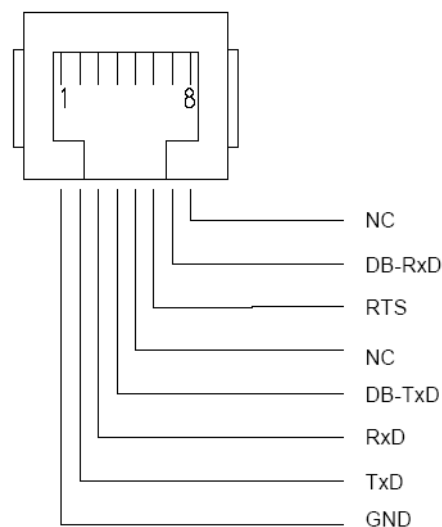 1 8
NC
DB-RxD
RTS
NC
DB-TxD
RxD
TxD
GND